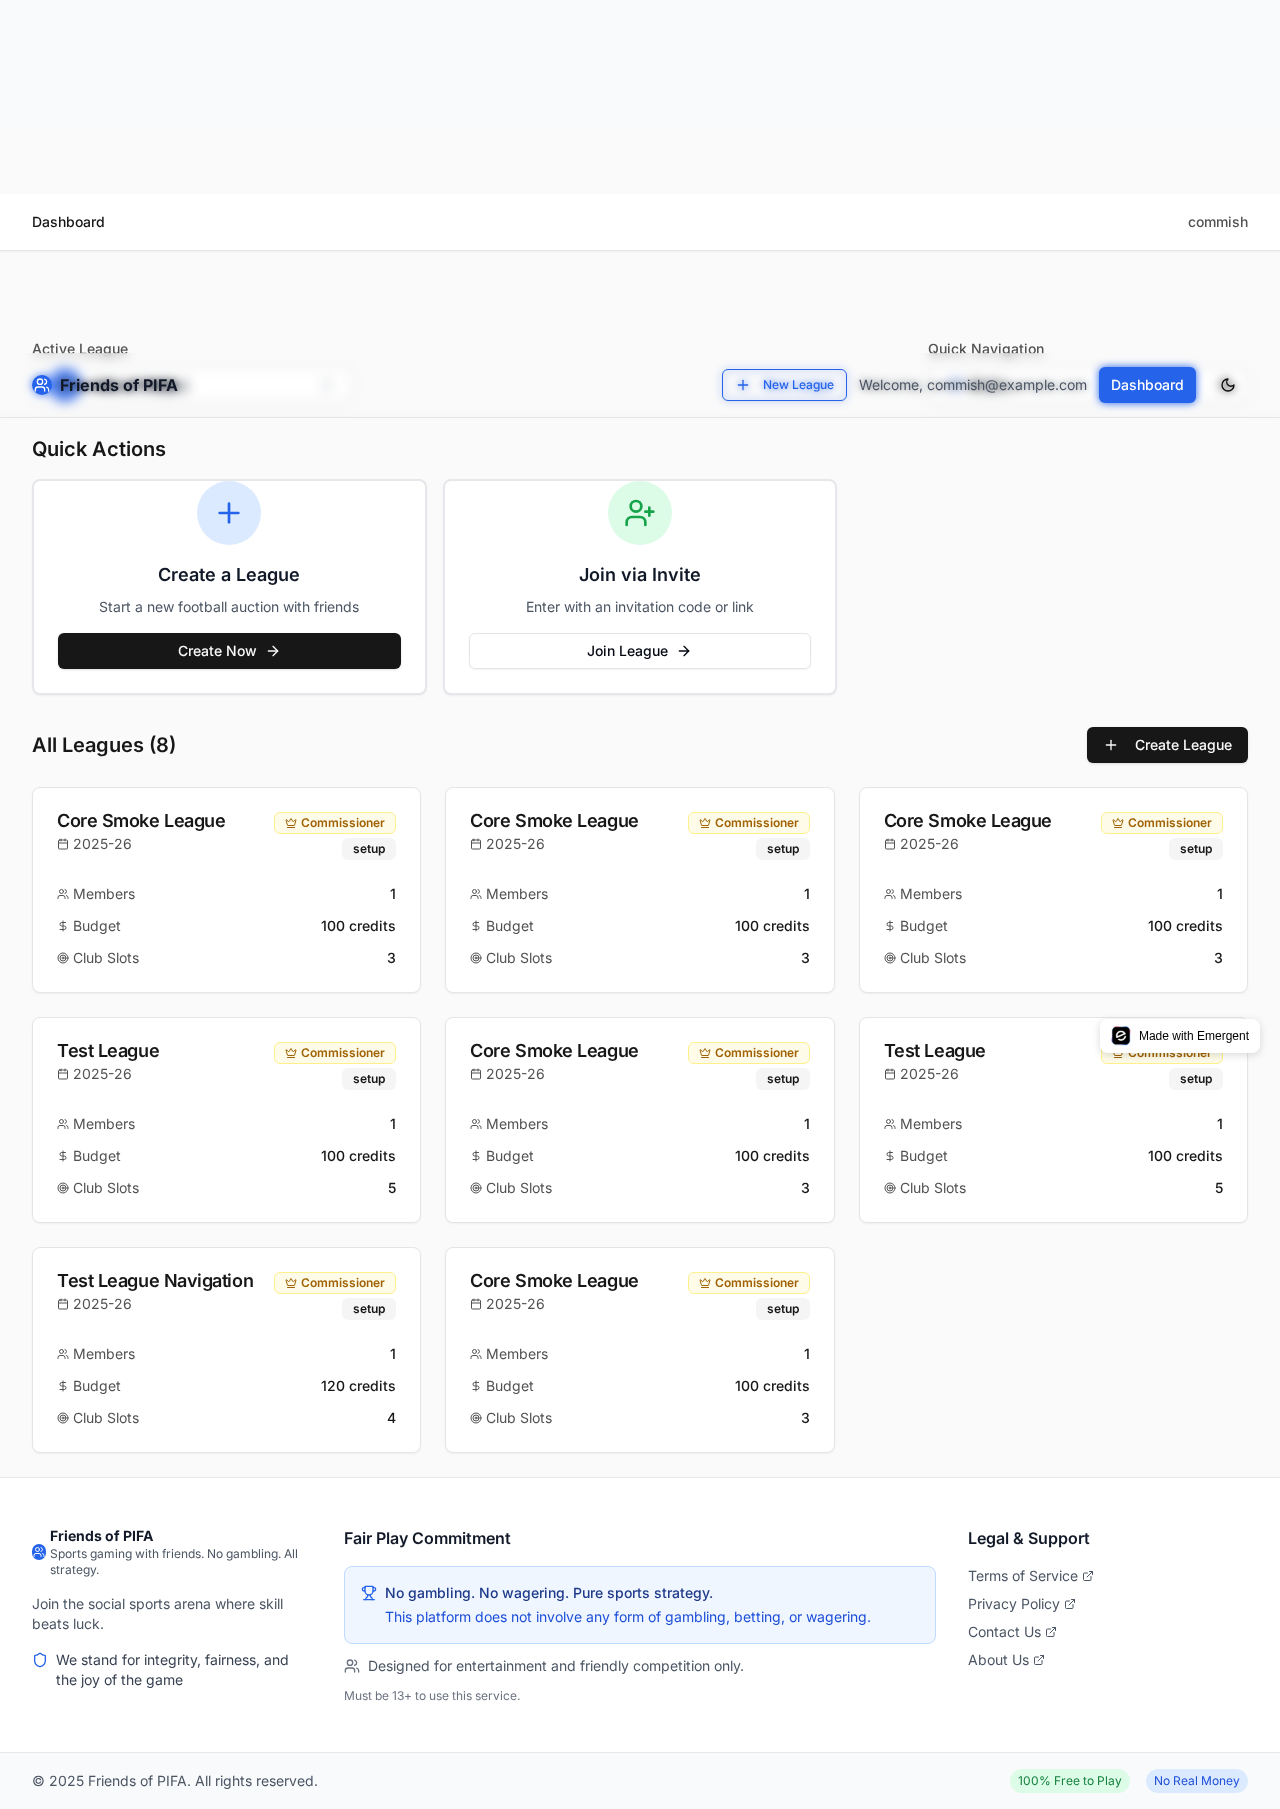 Dashboard
commish
Active League
Quick Navigation
Friends of PIFA
New League
Welcome, commish@example.com
Dashboard
Quick Actions
Create a League
Start a new football auction with friends
Create Now
Join via Invite
Enter with an invitation code or link
Join League
All Leagues (8)
Create League
Core Smoke League
Commissioner
2025-26
setup
Members 1
Budget 100 credits
Club Slots 3
Core Smoke League
Commissioner
2025-26
setup
Members 1
Budget 100 credits
Club Slots 3
Core Smoke League
Commissioner
2025-26
setup
Members 1
Budget 100 credits
Club Slots 3
Test League
Commissioner
2025-26
setup
Members 1
Budget 100 credits
Club Slots 5
Core Smoke League
Commissioner
2025-26
setup
Members 1
Budget 100 credits
Club Slots 3
Test League
Made with Emergent
Commissioner
2025-26
setup
Members 1
Budget 100 credits
Club Slots 5
Test League Navigation
Commissioner
2025-26
setup
Members 1
Budget 120 credits
Club Slots 4
Core Smoke League
Commissioner
2025-26
setup
Members 1
Budget 100 credits
Club Slots 3
Friends of PIFA
Sports gaming with friends. No gambling. All
strategy.
Join the social sports arena where skill
beats luck.
We stand for integrity, fairness, and
the joy of the game
Fair Play Commitment
No gambling. No wagering. Pure sports strategy.
This platform does not involve any form of gambling, betting, or wagering.
Designed for entertainment and friendly competition only.
Must be 13+ to use this service.
Legal & Support
Terms of Service
Privacy Policy
Contact Us
About Us
© 2025 Friends of PIFA. All rights reserved.
100% Free to Play
No Real Money